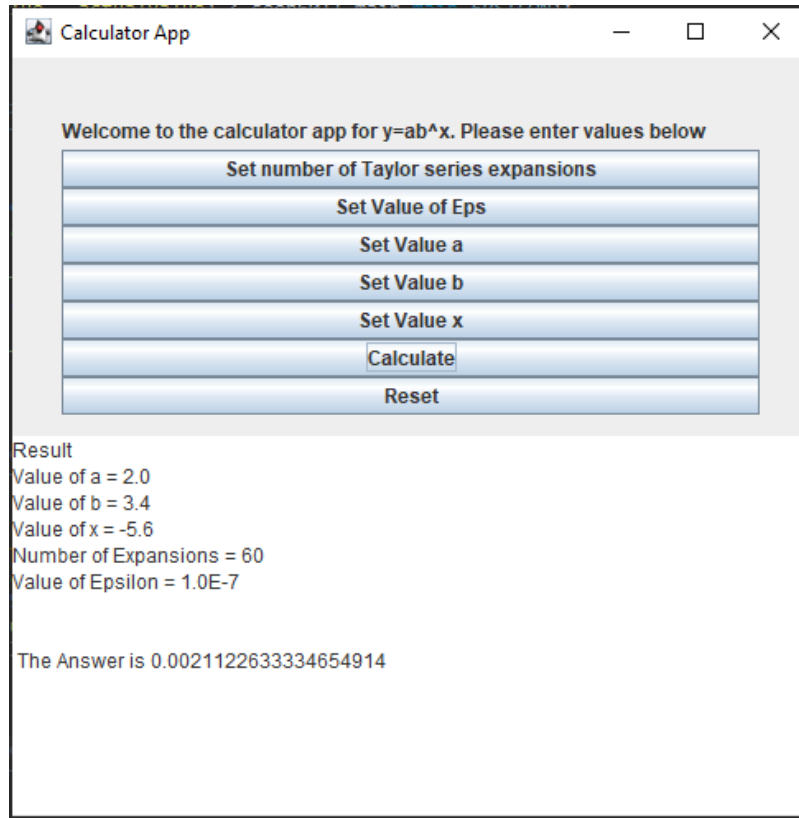 Calculator App
Welcome to the calculator app for y=ab^x. Please enter values below
Set number of Taylor series expansions
Set Value of Eps
Set Value a
Set Value b
Set Value x
Calculate
Reset
Result
Value of a = 2.0
Value of b = 3.4
Value of x = -5.6
Number of Expansions = 60
Value of Epsilon = 1.0E-7
The Answer is 0.0021122633334654914